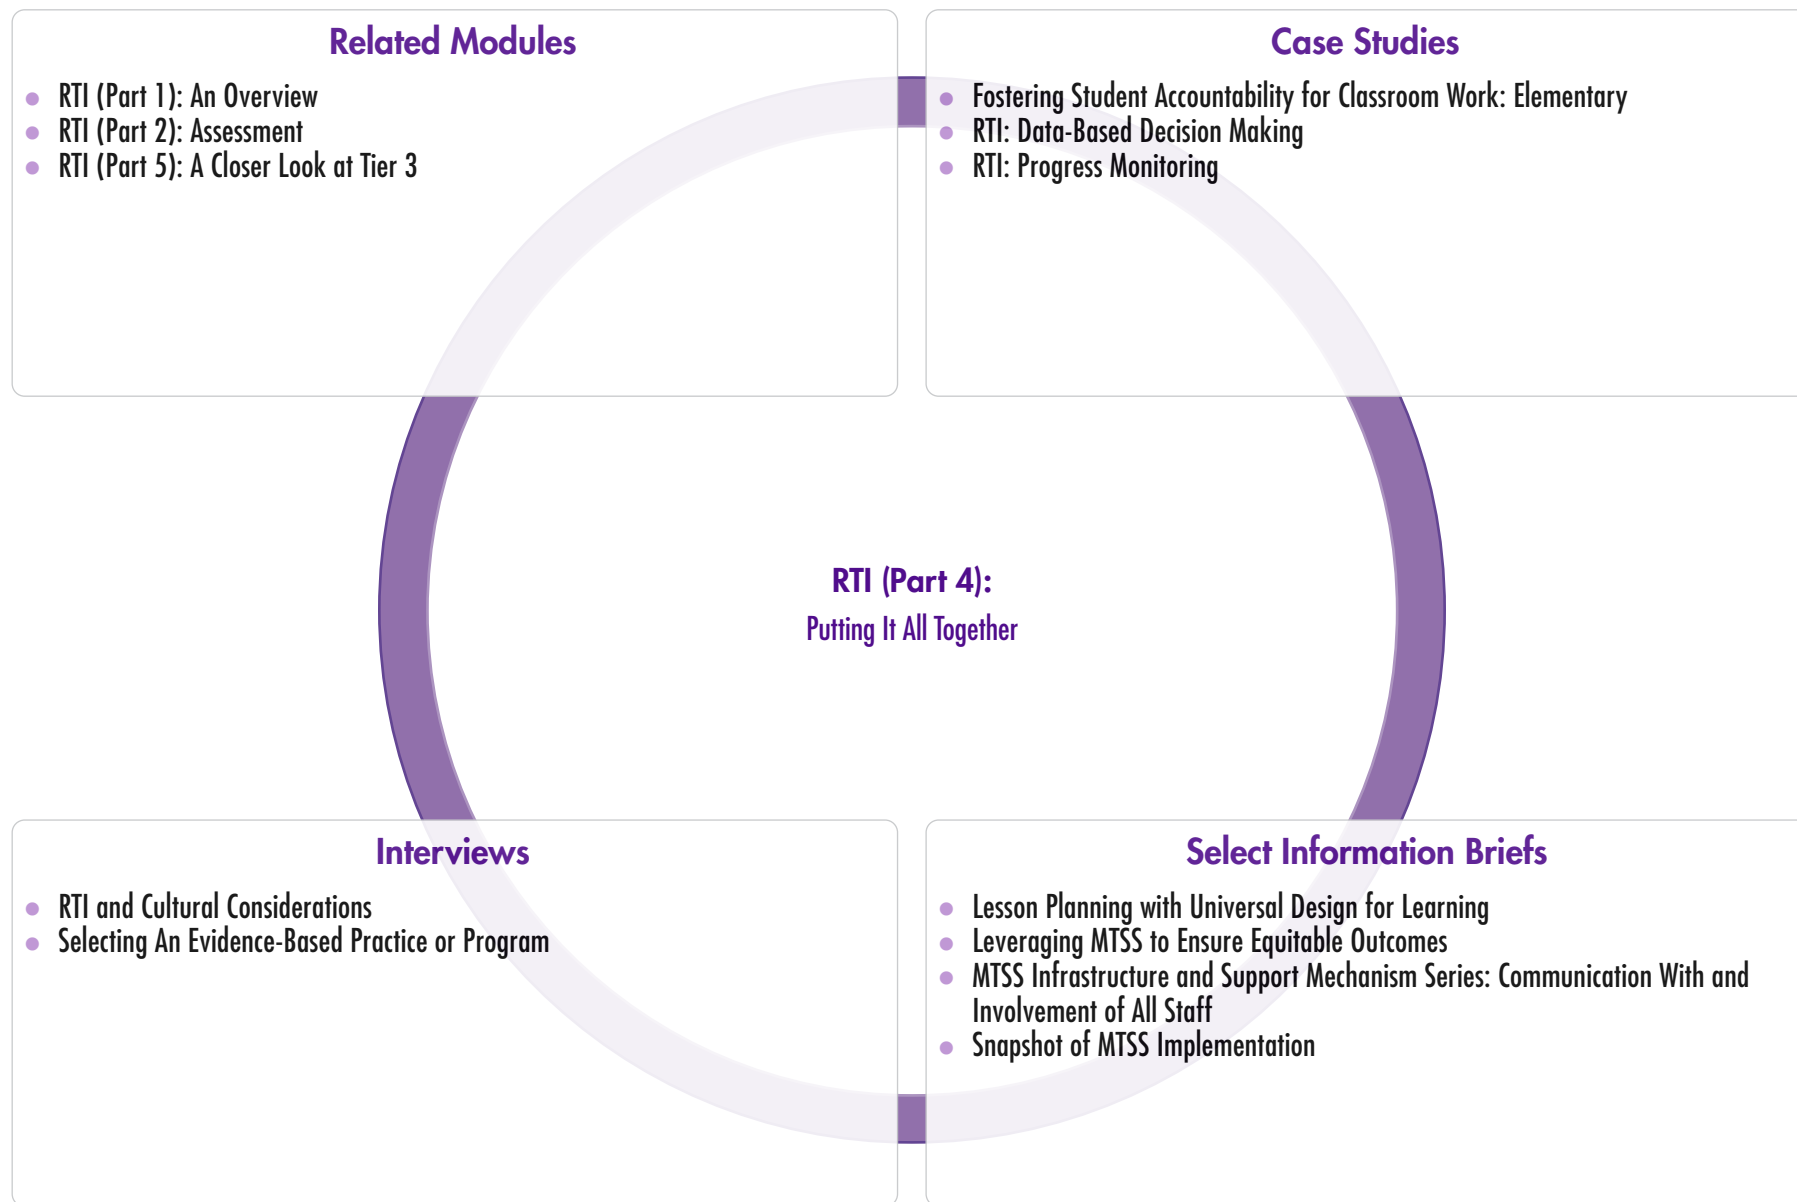 Related Modules
RTI (Part 1): An Overview
RTI (Part 2): Assessment
RTI (Part 5): A Closer Look at Tier 3
Case Studies
Fostering Student Accountability for Classroom Work: Elementary
RTI: Data-Based Decision Making
RTI: Progress Monitoring
RTI (Part 4):
Putting It All Together
Interviews
RTI and Cultural Considerations
Selecting An Evidence-Based Practice or Program
Select Information Briefs
Lesson Planning with Universal Design for Learning
Leveraging MTSS to Ensure Equitable Outcomes
MTSS Infrastructure and Support Mechanism Series: Communication With and
Involvement of All Staff
Snapshot of MTSS Implementation